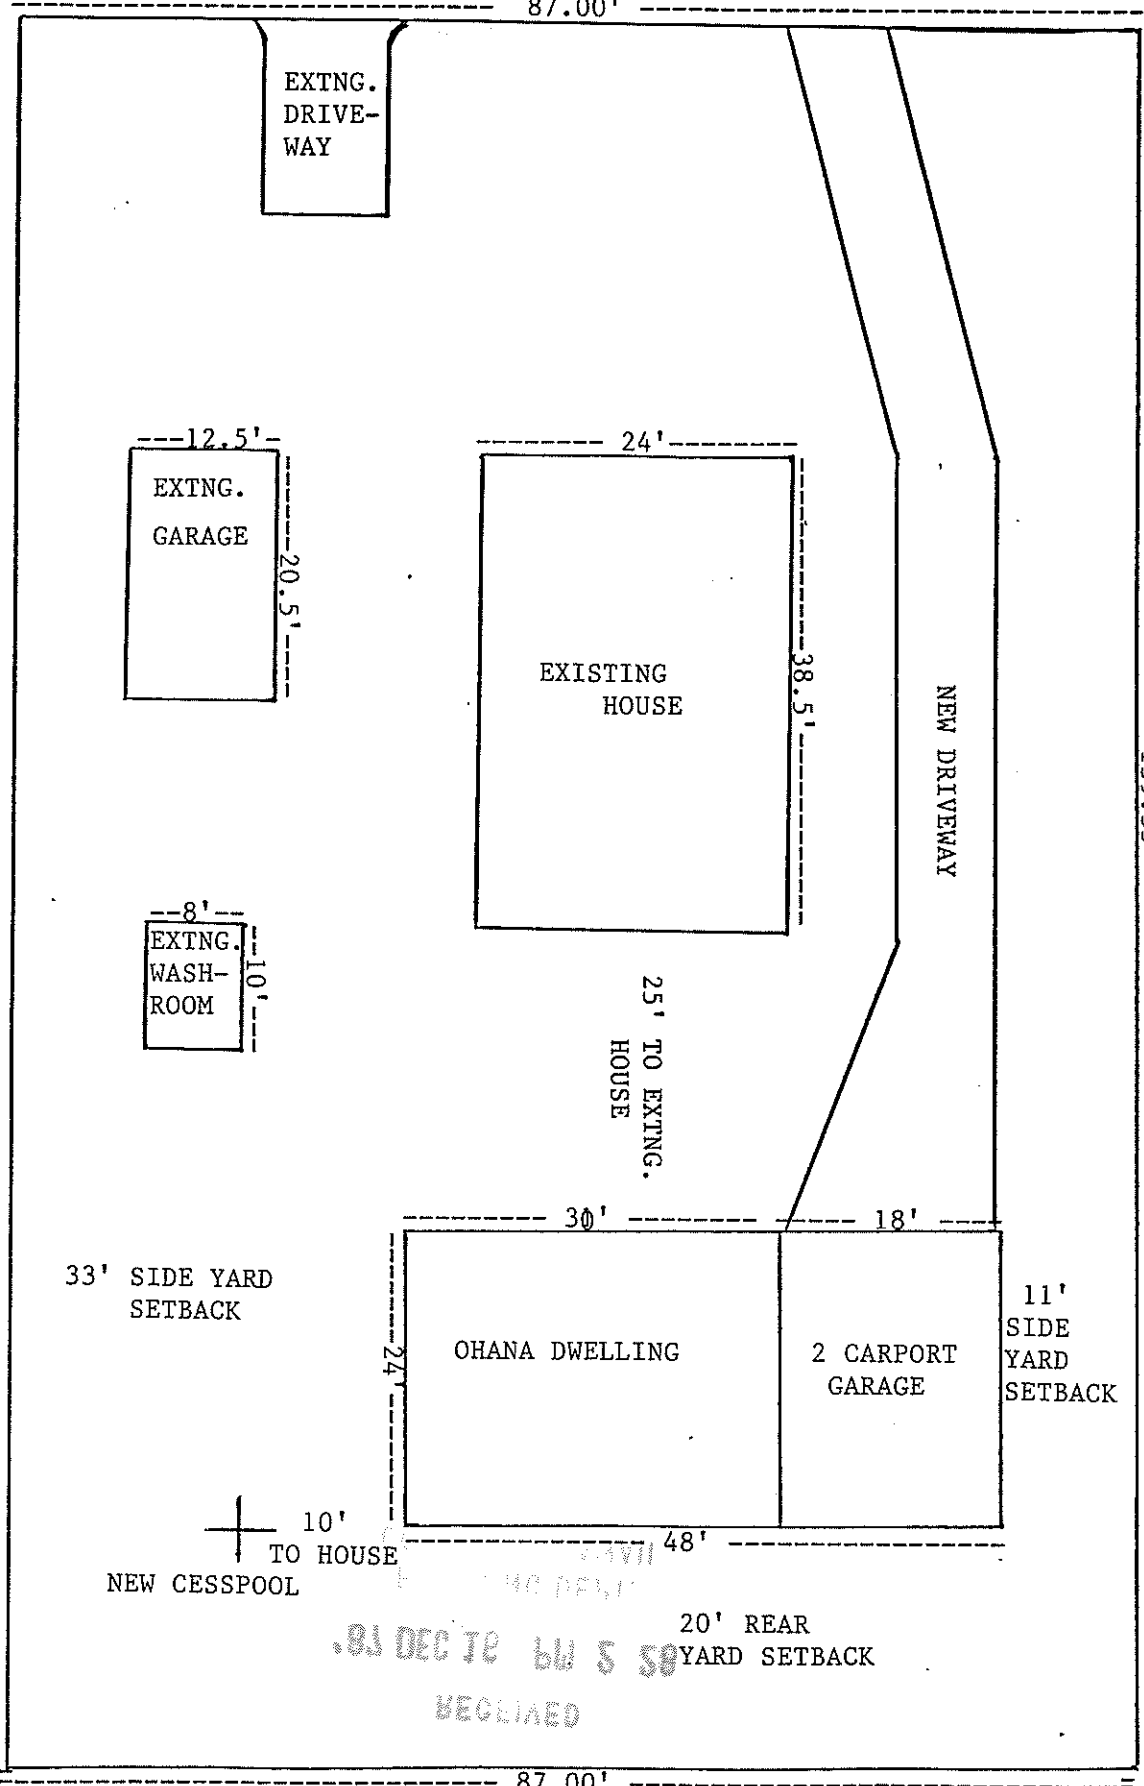 87.00'
EXTNG.
DRIVE-
WAY
12.5'
24'
EXTNG.
GARAGE
20.5'
EXISTING
HOUSE
38.5'
NEW DRIVEWAY
8'
EXTNG.
WASH-
ROOM
10'
25' TO EXTNG.
HOUSE
30'
18'
33' SIDE YARD
SETBACK
24'
OHANA DWELLING
2 CARPORT
GARAGE
11'
SIDE
YARD
SETBACK
10'
TO HOUSE
NEW CESSPOOL
48'
20' REAR
YARD SETBACK
'87 DEC 16 PM 2 28
RECEIVED
87.00'